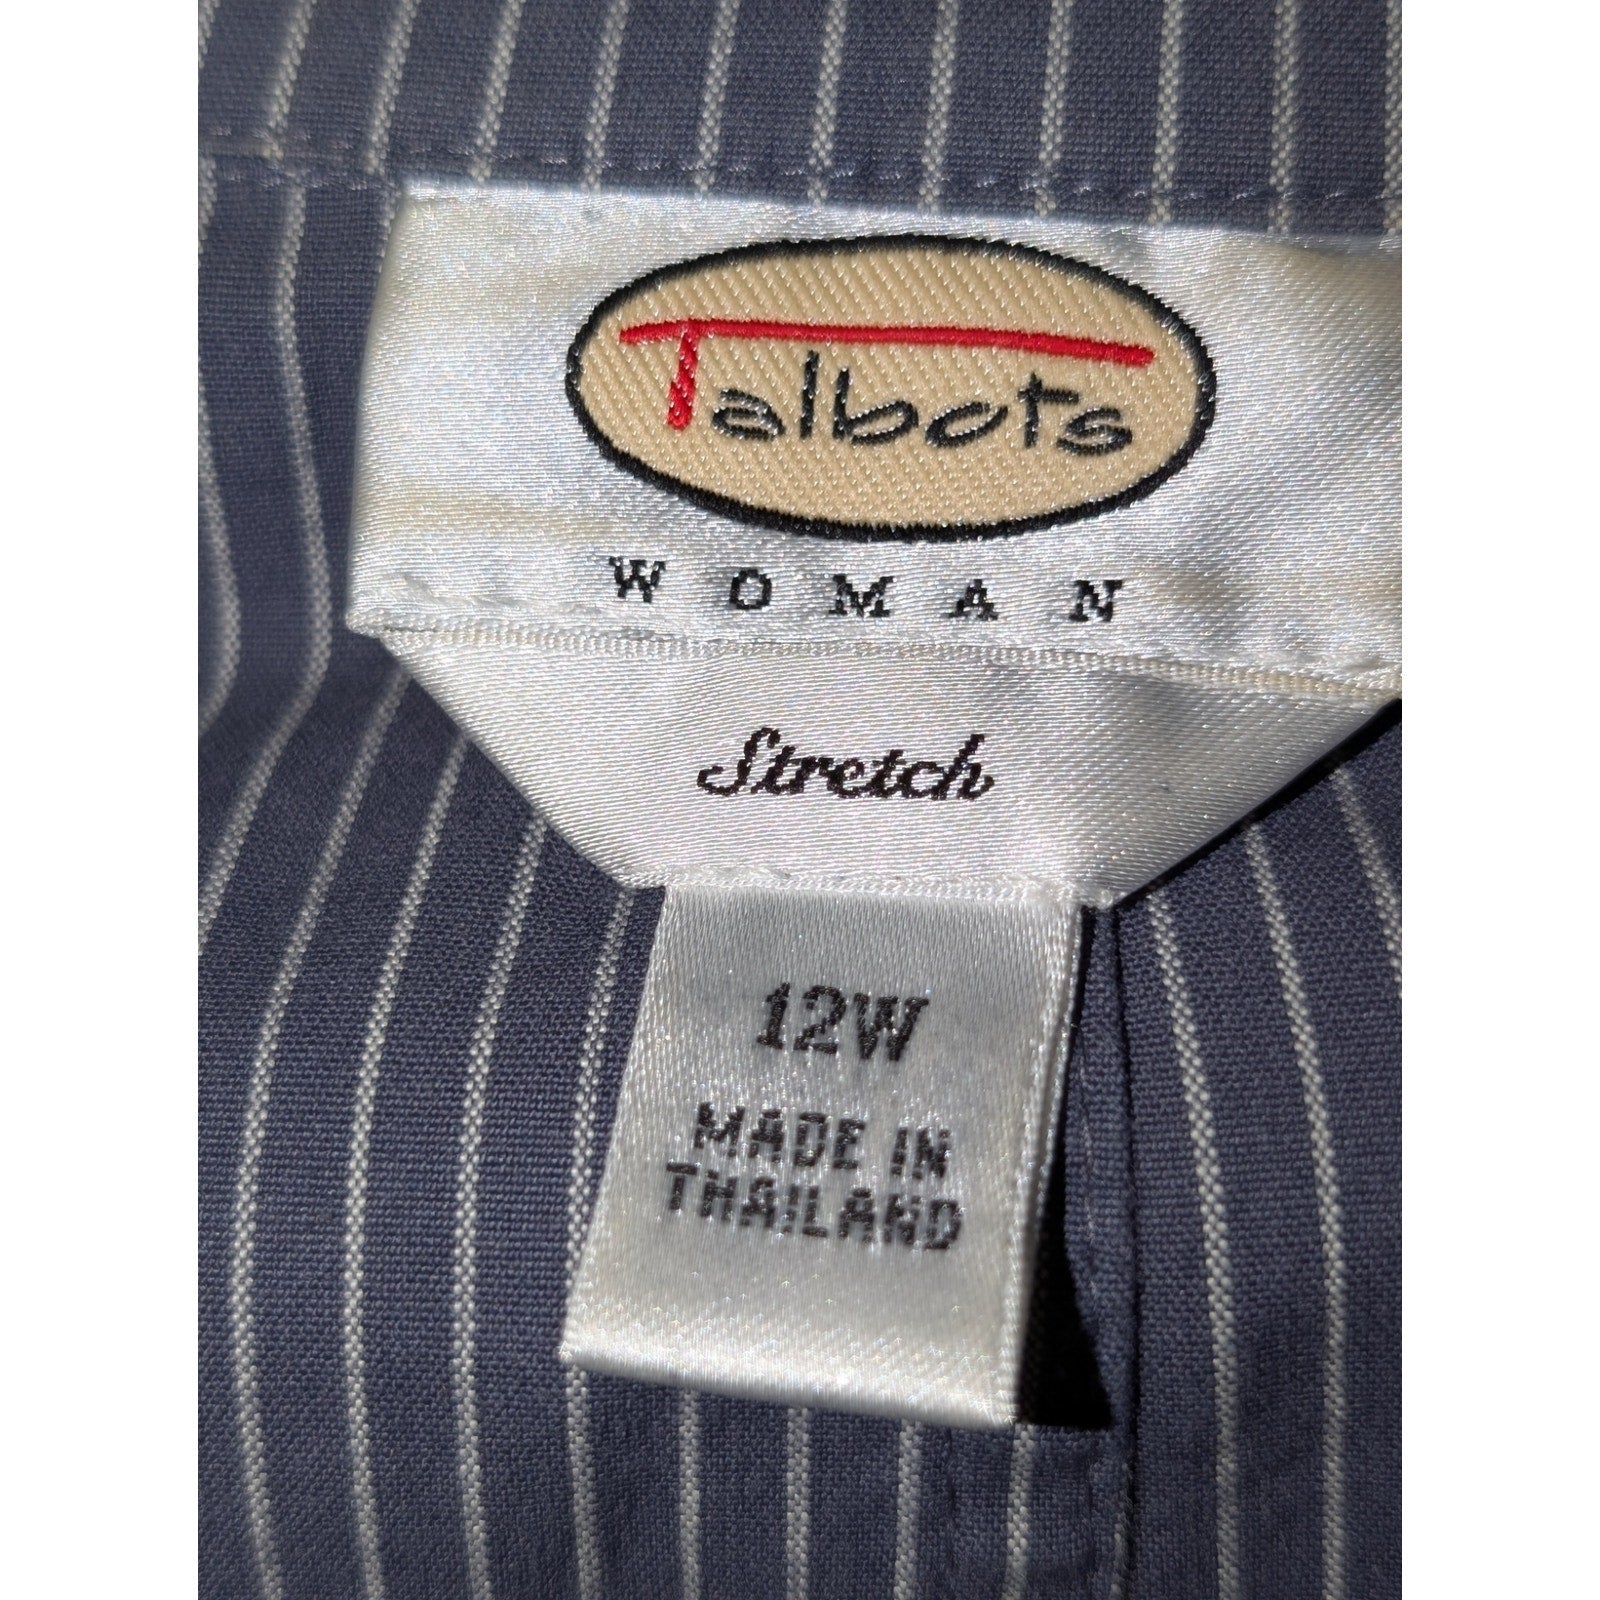 Talbots
WOMAN
Stretch
12W
MADE IN
THAILAND